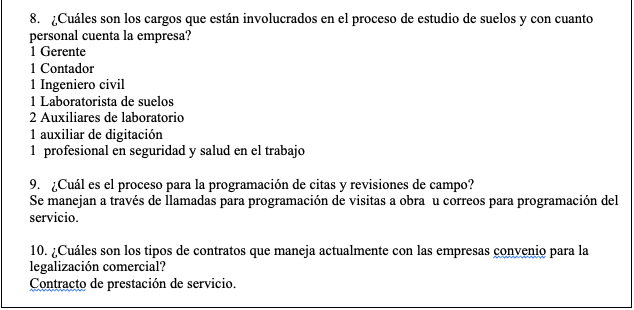 8. ¿Cuáles son los cargos que están involucrados en el proceso de estudio de suelos y con cuanto
personal cuenta la empresa?
1 Gerente
1 Contador
1 Ingeniero civil
1 Laboratorista de suelos
2 Auxiliares de laboratorio
1 auxiliar de digitación
1 profesional en seguridad y salud en el trabajo
9. ¿Cuál es el proceso para la programación de citas y revisiones de campo?
Se manejan a través de llamadas para programación de visitas a obra u correos para programación del
servicio.
10. ¿Cuáles son los tipos de contratos que maneja actualmente con las empresas convenio para la
legalización comercial?
Contracto de prestación de servicio.